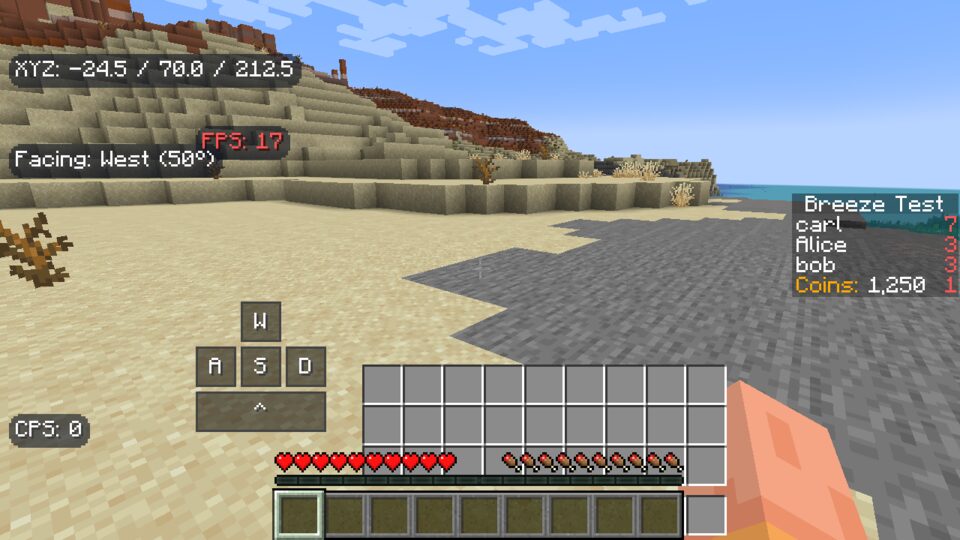 XYZ: -24.5 / 70.0 / 212.5
FPS: 17
Facing: West (50º)
Breeze Test
carl 7
Alice 3
bob 3
Coins: 1,250 1
W
A S D
^
CPS: 0